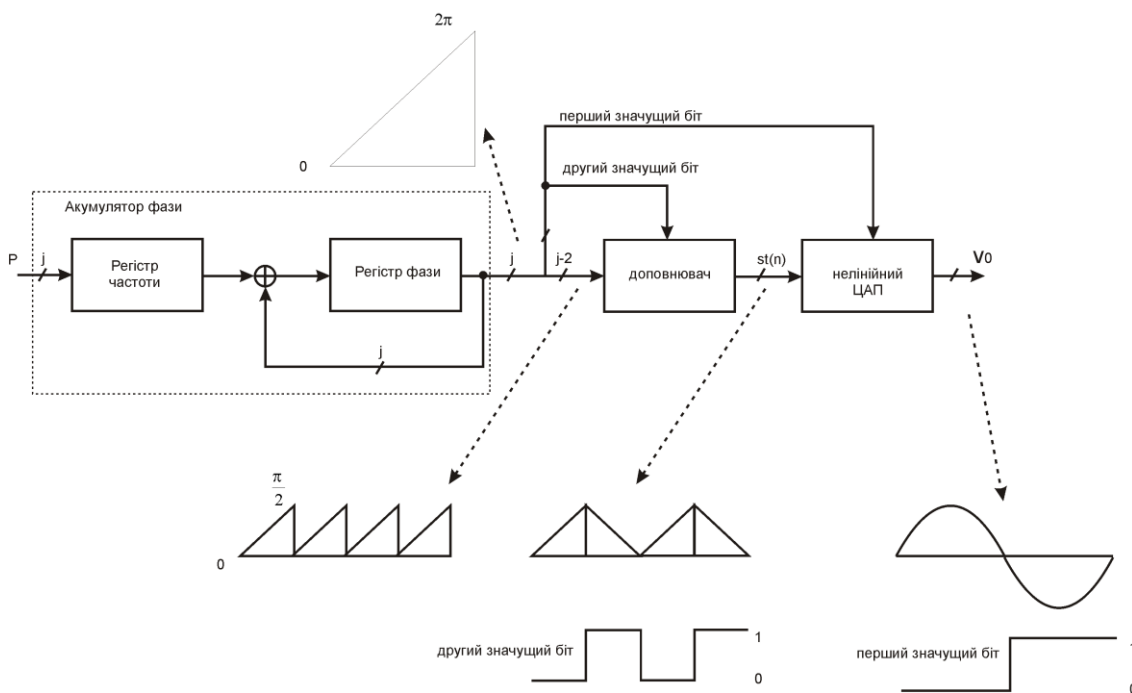 2π
0
перший значущий біт
другий значущий біт
Акумулятор фази
P
j
Регістр
частоти
Регістр фази
j
j
j-2
доповнювач
st(n)
нелінійний
ЦАП
V0
π
2
0
другий значущий біт
1
0
перший значущий біт